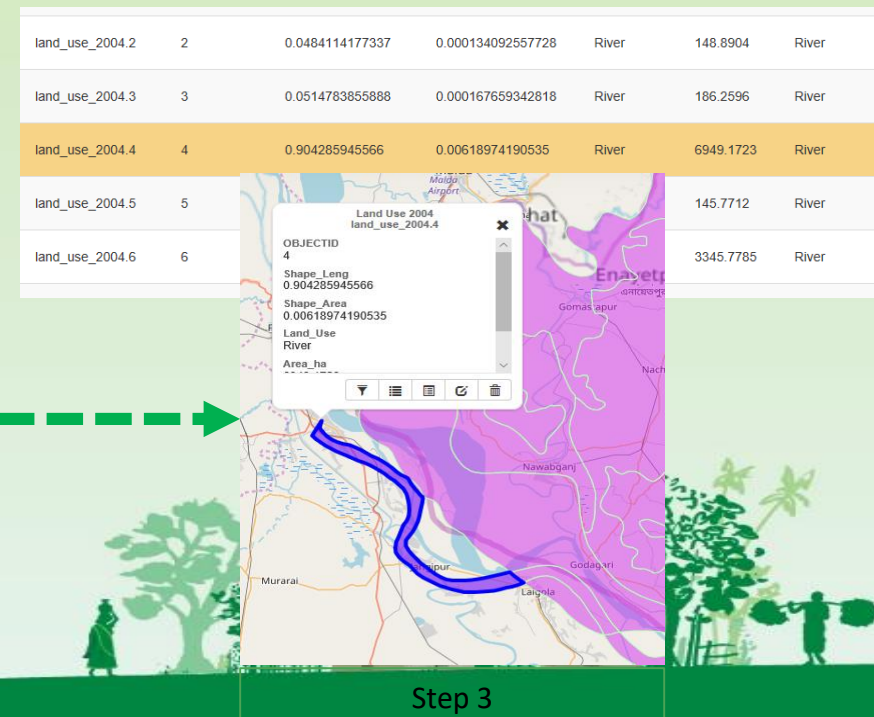 land_use_2004.2 2 0.0484114177337 0.000134092557728 River 148.8904 River
land_use_2004.3 3 0.0514783855888 0.000167659342818 River 186.2596 River
land_use_2004.4 4 0.904285945566 0.00618974190535 River 6949.1723 River
land_use_2004.5 5 145.7712 River
land_use_2004.6 6 3345.7785 River
Malda
Airport
Land Use 2004
land_use_2004.4
hat
OBJECTID
4
Shape_Leng
0.904285945566
Shape_Area
0.00618974190535
Land_Use
River
Area_ha
Enayetp
Gomastapur
Nach
Nawabganj
Murarai
Godagari
Lalgola
Step 3